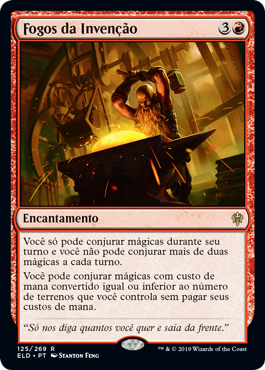 Fogos da Invenção 3
Encantamento
Você só pode conjurar mágicas durante seu
turno e você não pode conjurar mais de duas
mágicas a cada turno.
Você pode conjurar mágicas com custo de
mana convertido igual ou inferior ao número
de terrenos que você controla sem pagar seus
custos de mana.
“Só nos diga quantos você quer e saia da frente.”
125/269 R
ELD • PT STANTON FENG
™ & © 2019 Wizards of the Coast